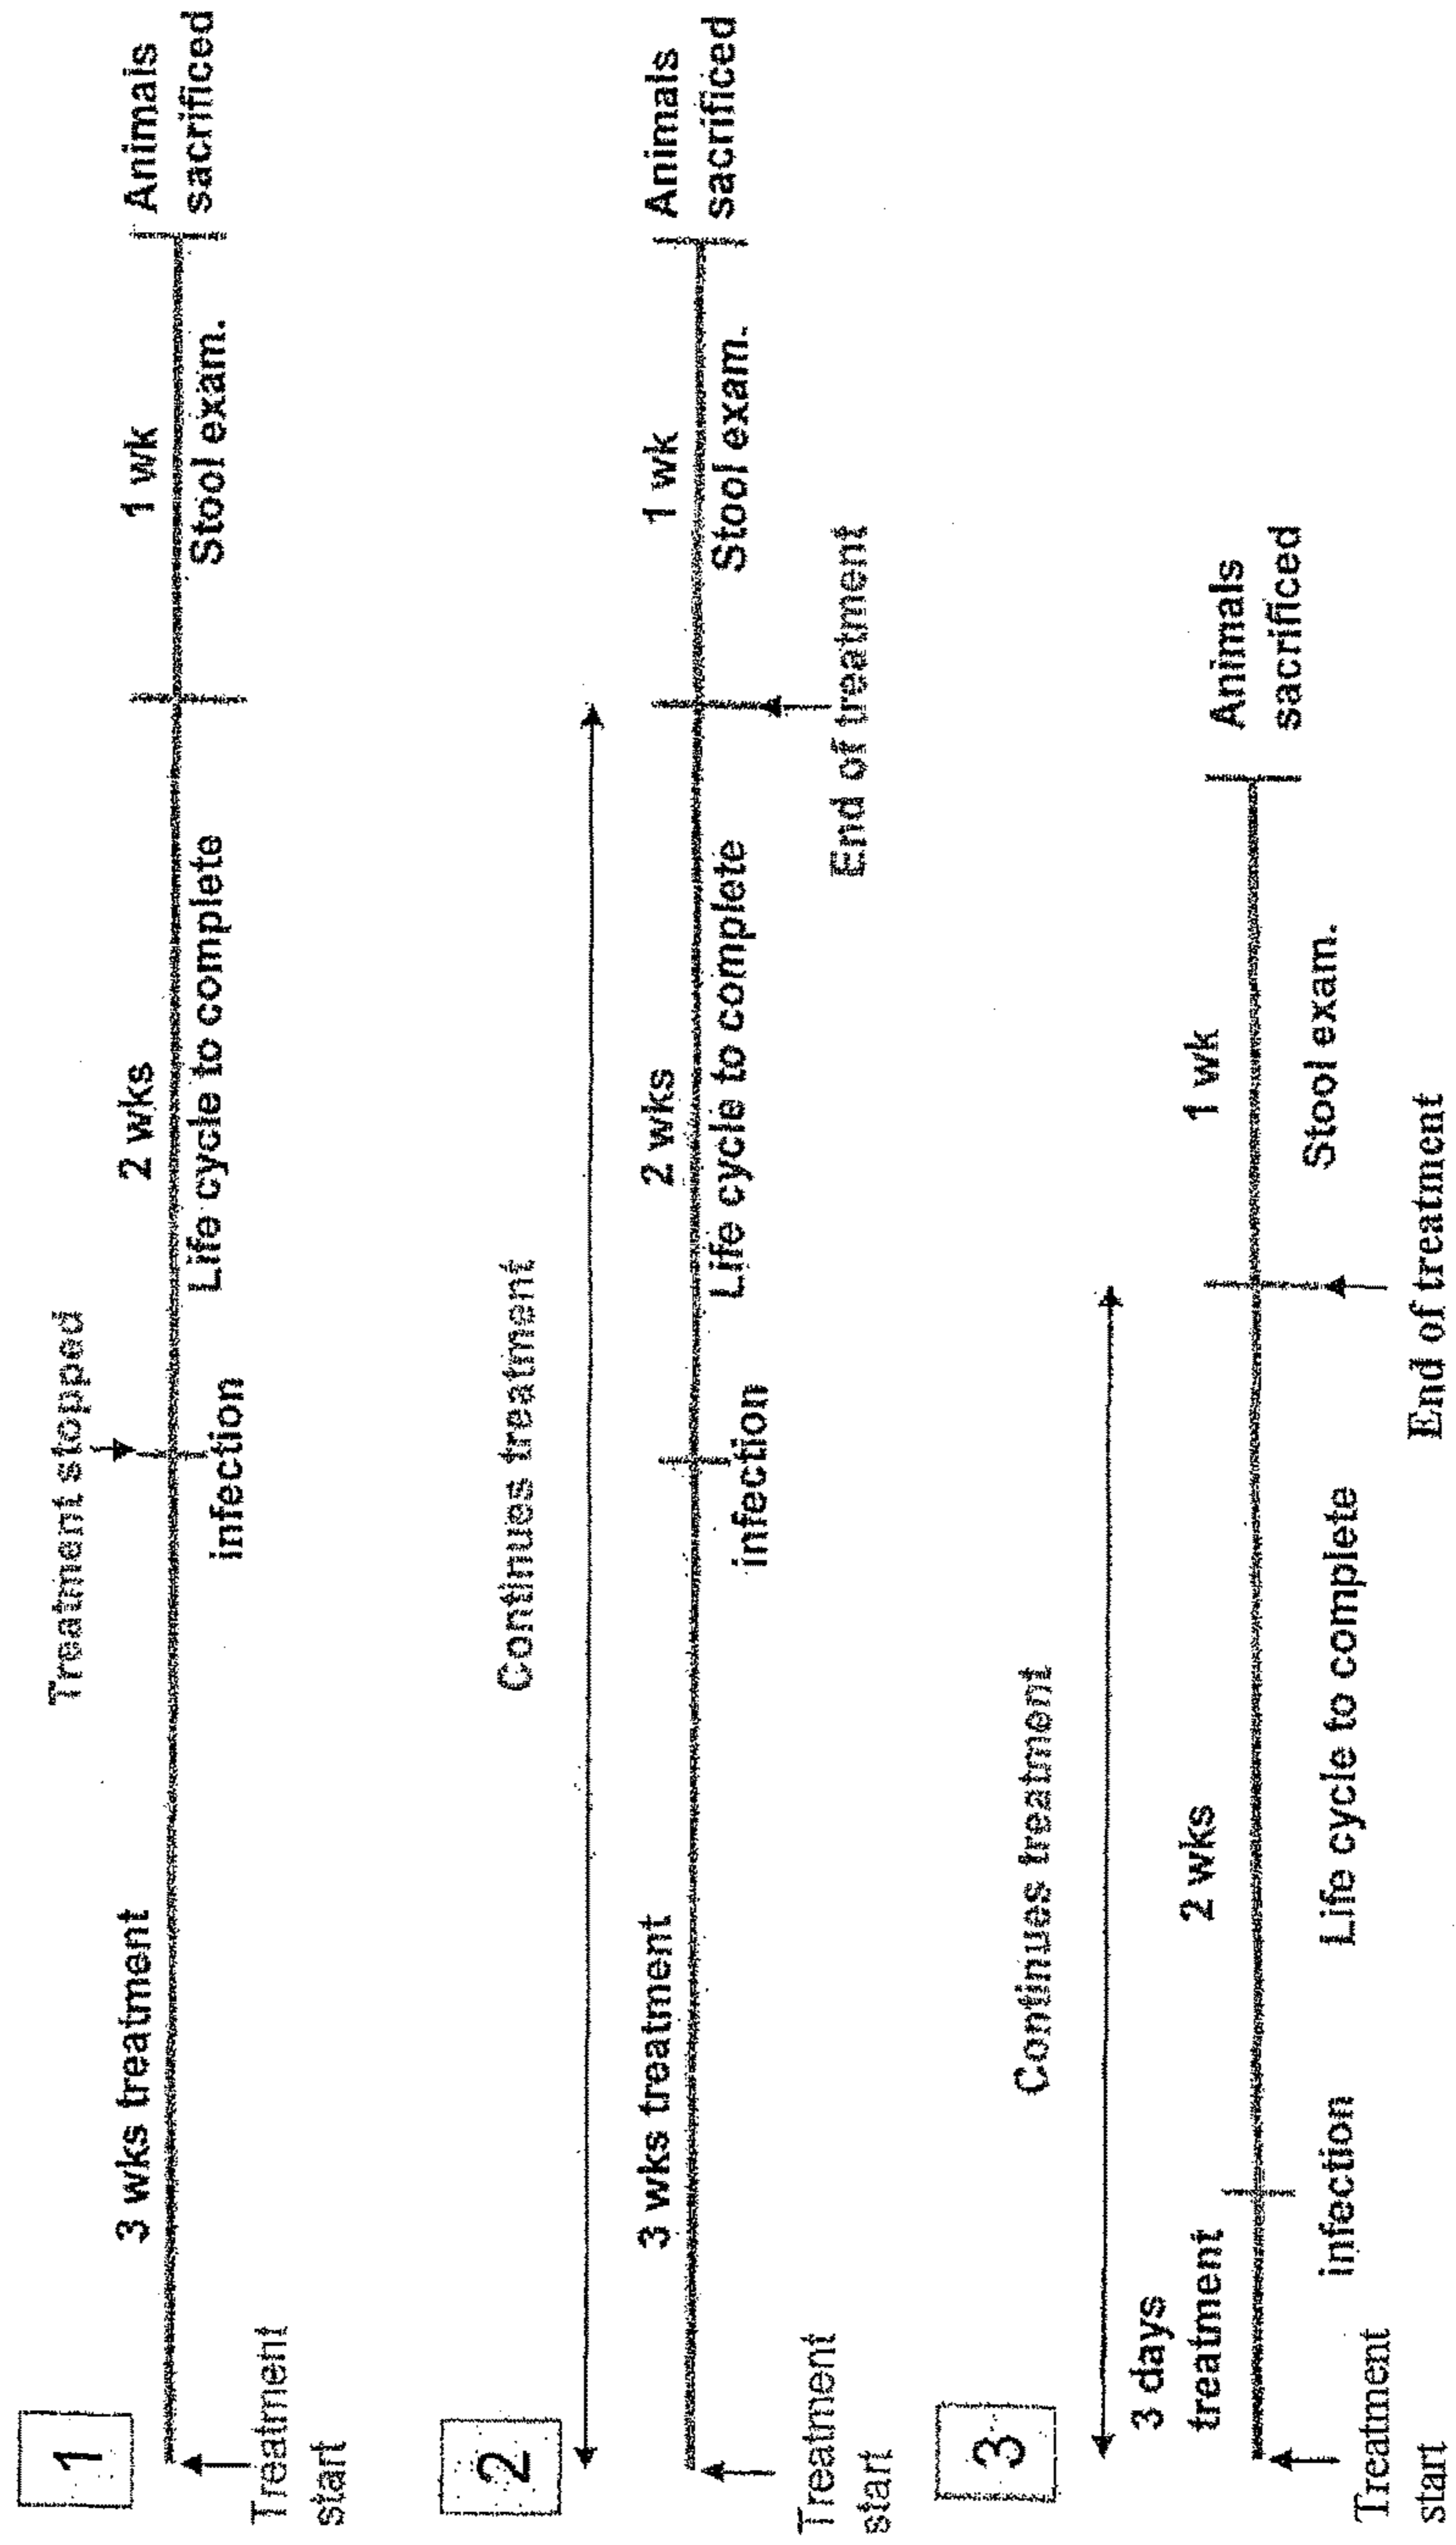 1
Treatment stopped
3 wks treatment
2 wks
1 wk
Animals
sacrificed
infection
Life cycle to complete
Stool exam.
Treatment
start
2
Continues treatment
3 wks treatment
2 wks
1 wk
Animals
sacrificed
infection
Life cycle to complete
Stool exam.
Treatment
start
End of treatment
3
Continues treatment
3 days
treatment
2 wks
1 wk
Animals
sacrificed
infection
Life cycle to complete
Stool exam.
Treatment
start
End of treatment